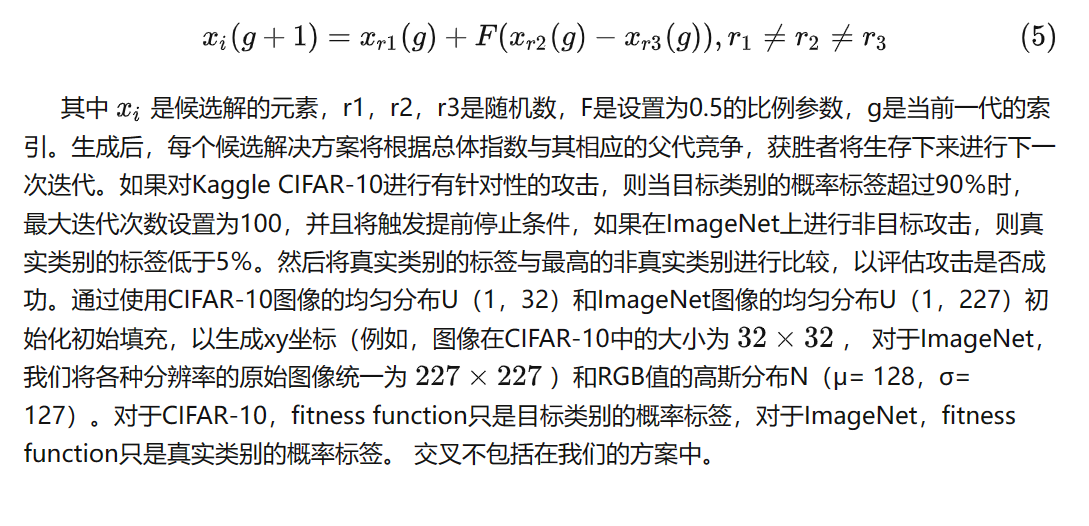 x_i(g+1) = x_{r1}(g) + F(x_{r2}(g) − x_{r3}(g)), r_1 ≠ r_2 ≠ r_3 (5)
其中 x_i 是候选解的元素，r1，r2，r3是随机数，F是设置为0.5的比例参数，g是当前一代的索
引。生成后，每个候选解决方案将根据总体指数与其相应的父代竞争，获胜者将生存下来进行下一
次迭代。如果对Kaggle CIFAR-10进行有针对性的攻击，则当目标类别的概率标签超过90%时，
最大迭代次数设置为100，并且将触发提前停止条件，如果在ImageNet上进行非目标攻击，则真
实类别的标签低于5%。然后将真实类别的标签与最高的非真实类别进行比较，以评估攻击是否成
功。通过使用CIFAR-10图像的均匀分布U（1，32）和ImageNet图像的均匀分布U（1，227）初
始化初始填充，以生成xy坐标（例如，图像在CIFAR-10中的大小为 32 × 32 ， 对于ImageNet，
我们将各种分辨率的原始图像统一为 227 × 227 ）和RGB值的高斯分布N（μ= 128，σ=
127）。对于CIFAR-10，fitness function只是目标类别的概率标签，对于ImageNet，fitness
function只是真实类别的概率标签。 交叉不包括在我们的方案中。